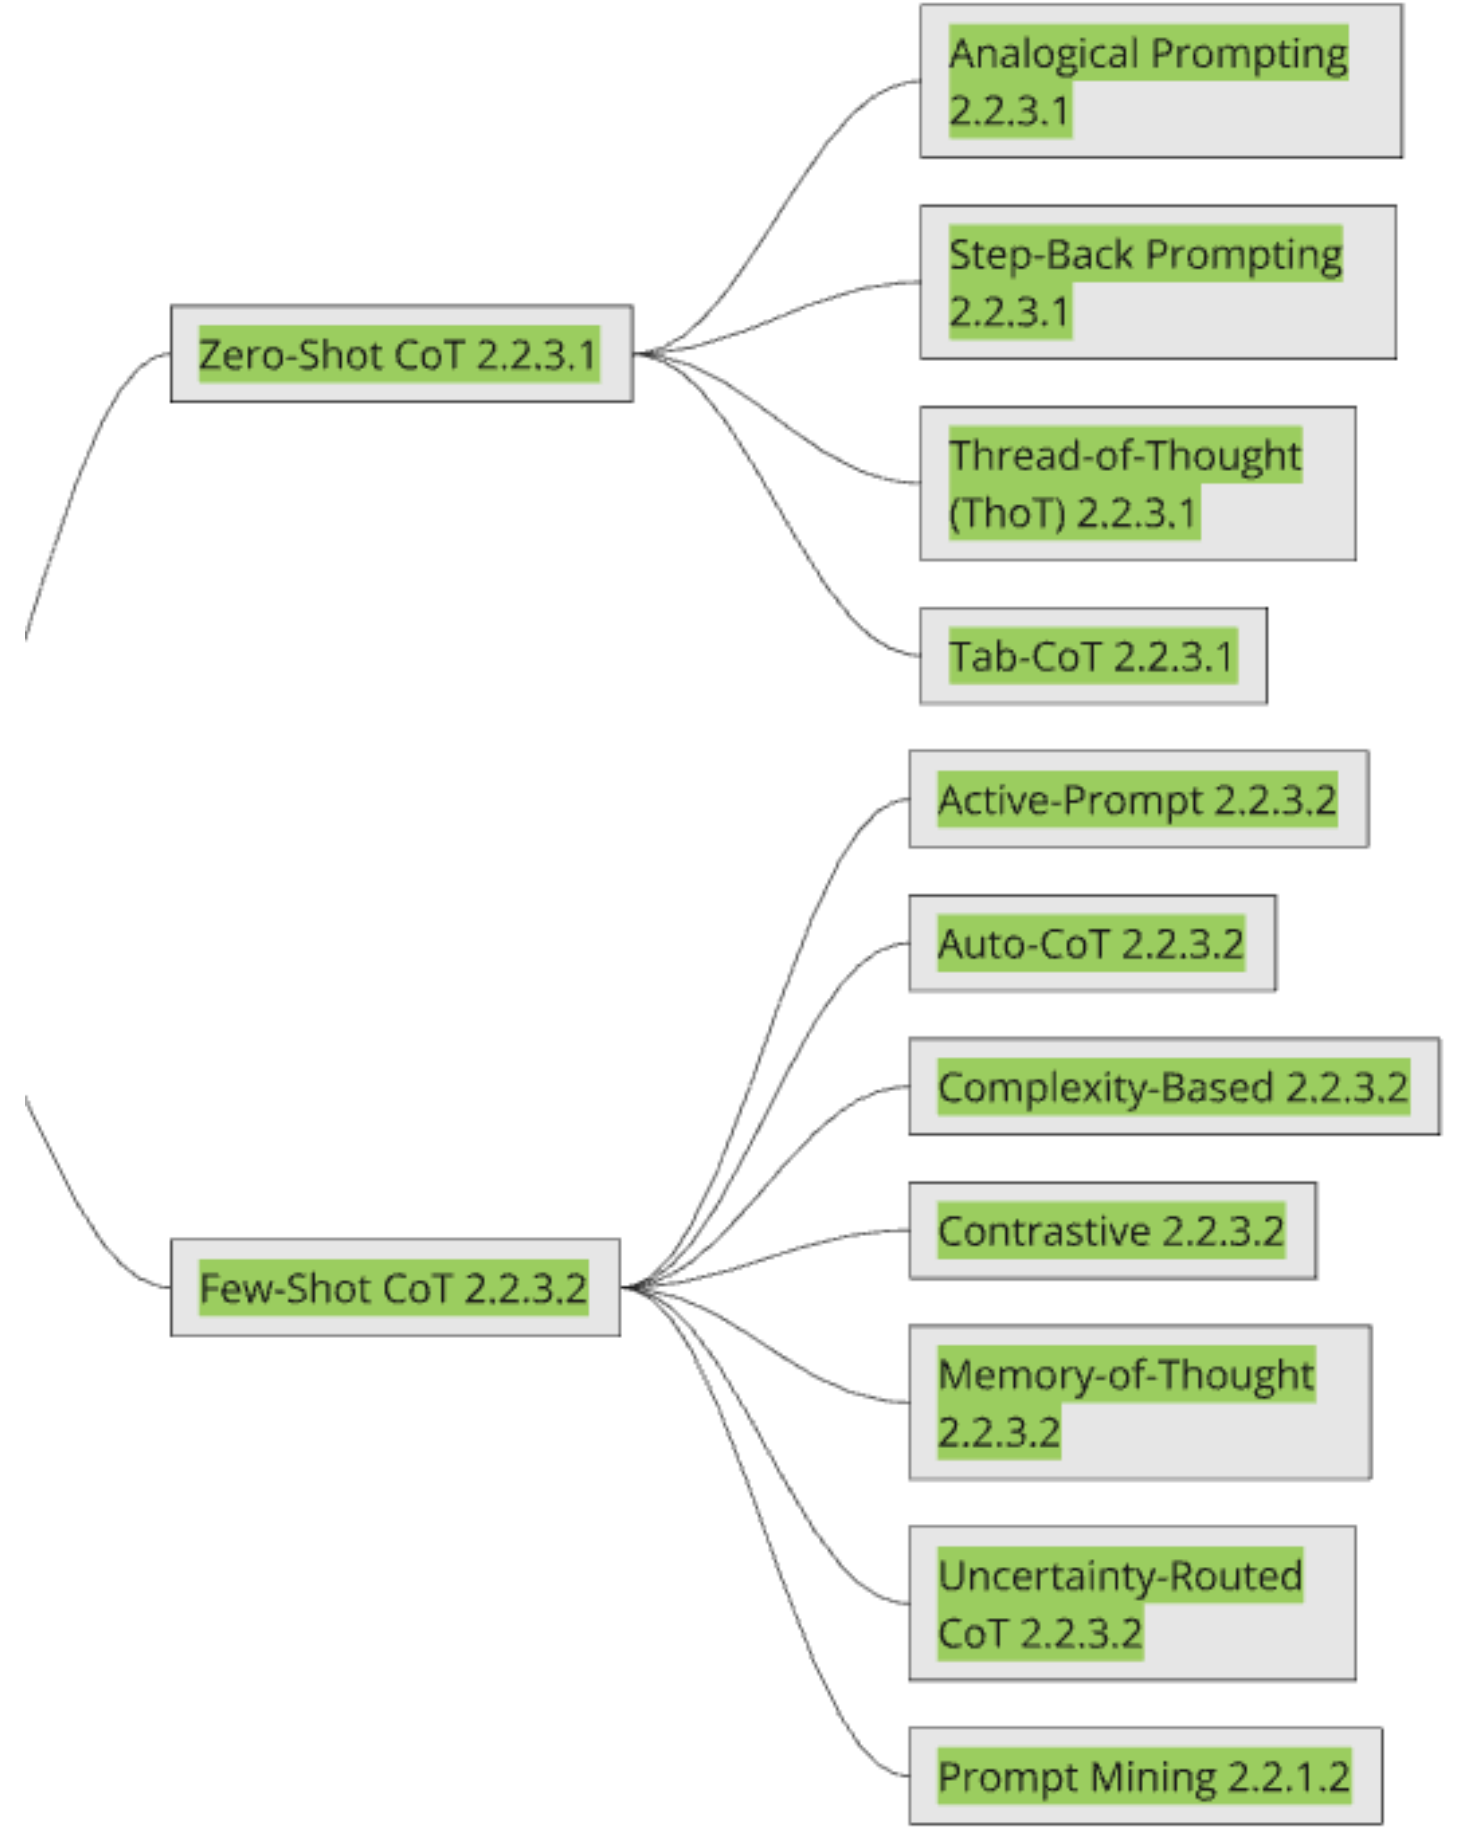 Analogical Prompting
2.2.3.1
Step-Back Prompting
2.2.3.1
Zero-Shot CoT 2.2.3.1
Thread-of-Thought
(ThoT) 2.2.3.1
Tab-CoT 2.2.3.1
Active-Prompt 2.2.3.2
Auto-CoT 2.2.3.2
Complexity-Based 2.2.3.2
Contrastive 2.2.3.2
Few-Shot CoT 2.2.3.2
Memory-of-Thought
2.2.3.2
Uncertainty-Routed
CoT 2.2.3.2
Prompt Mining 2.2.1.2